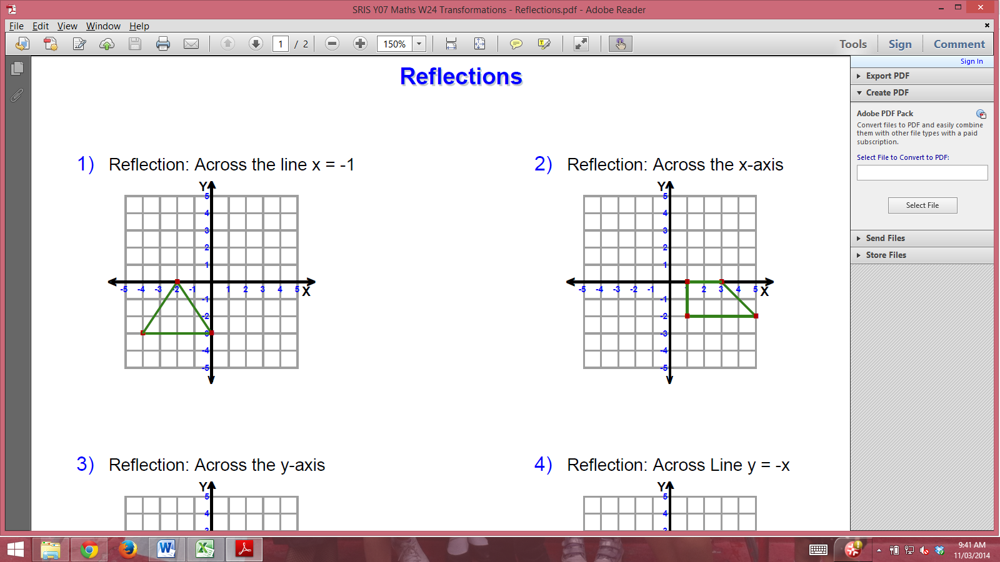 SRIS Y07 Maths W24 Transformations - Reflections.pdf - Adobe Reader
File Edit View Window Help
1 / 2 150% Tools Sign Comment
Sign In
Export PDF
Create PDF
Adobe PDF Pack
Convert files to PDF and easily combine
them with other file types with a paid
subscription.
Select File to Convert to PDF:
Select File
Send Files
Store Files
Reflections
1) Reflection: Across the line x = -1
Y
5
4
3
2
1
-5 -4 -3 -2 -1 1 2 3 4 5 X
-1
-2
-3
-4
-5
2) Reflection: Across the x-axis
Y
5
4
3
2
1
-5 -4 -3 -2 -1 2 3 4 5 X
-1
-2
-3
-4
-5
3) Reflection: Across the y-axis
Y
5
4
3
4) Reflection: Across Line y = -x
Y
5
4
3
9:41 AM
11/03/2014